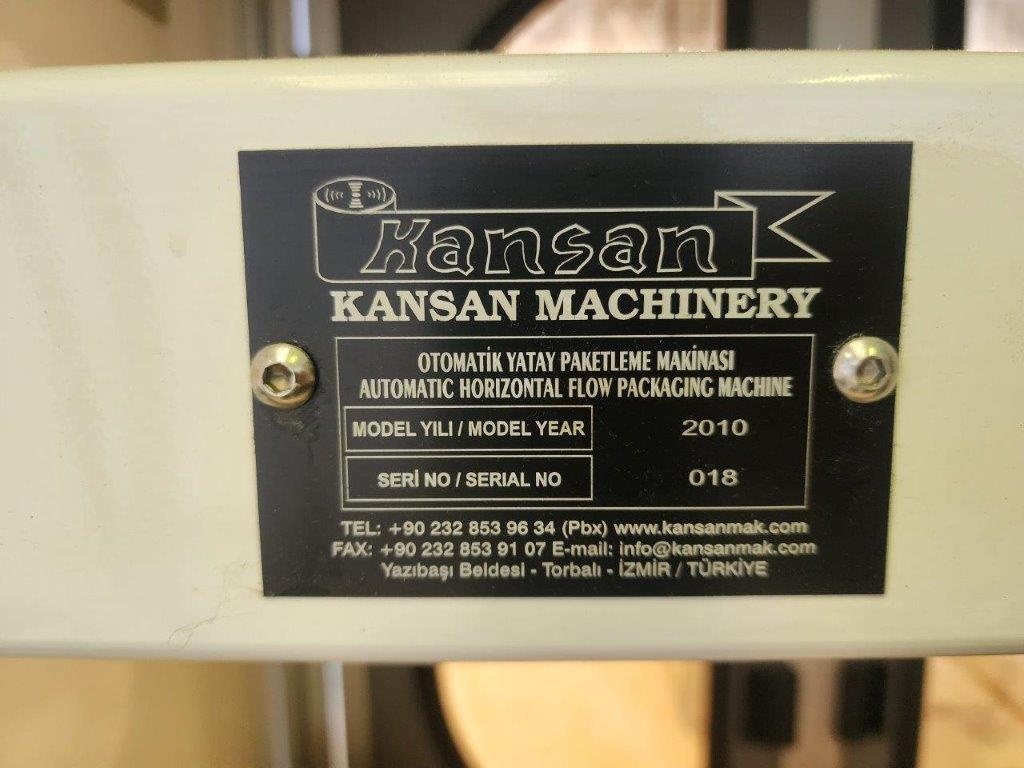 Kansan
KANSAN MACHINERY
OTOMATİK YATAY PAKETLEME MAKİNASI
AUTOMATIC HORIZONTAL FLOW PACKAGING MACHINE
MODEL YILI / MODEL YEAR 2010
SERİ NO / SERIAL NO 018
TEL: +90 232 853 96 34 (Pbx) www.kansanmak.com
FAX: +90 232 853 91 07 E-mail: info@kansanmak.com
Yazıbaşı Beldesi - Torbalı - İZMİR / TÜRKİYE